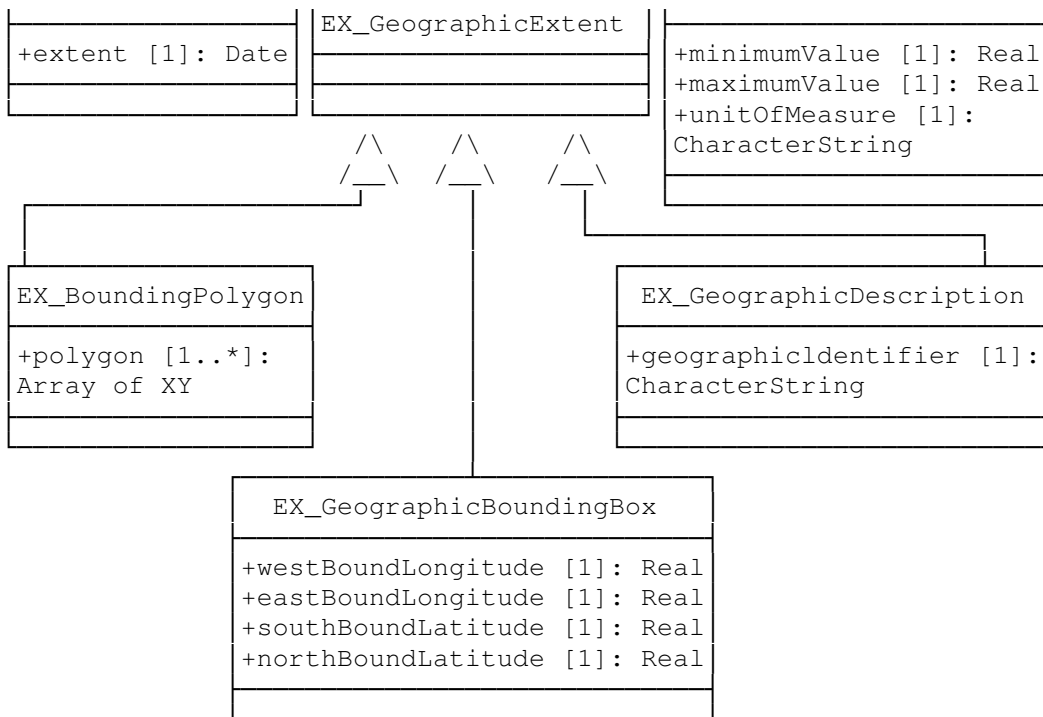 +extent [1]: Date
EX_GeographicExtent
+minimumValue [1]: Real
+maximumValue [1]: Real
+unitOfMeasure [1]:
CharacterString
EX_BoundingPolygon
+polygon [1..*]:
Array of XY
EX_GeographicDescription
+geographicldentifier [1]:
CharacterString
EX_GeographicBoundingBox
+westBoundLongitude [1]: Real
+eastBoundLongitude [1]: Real
+southBoundLatitude [1]: Real
+northBoundLatitude [1]: Real